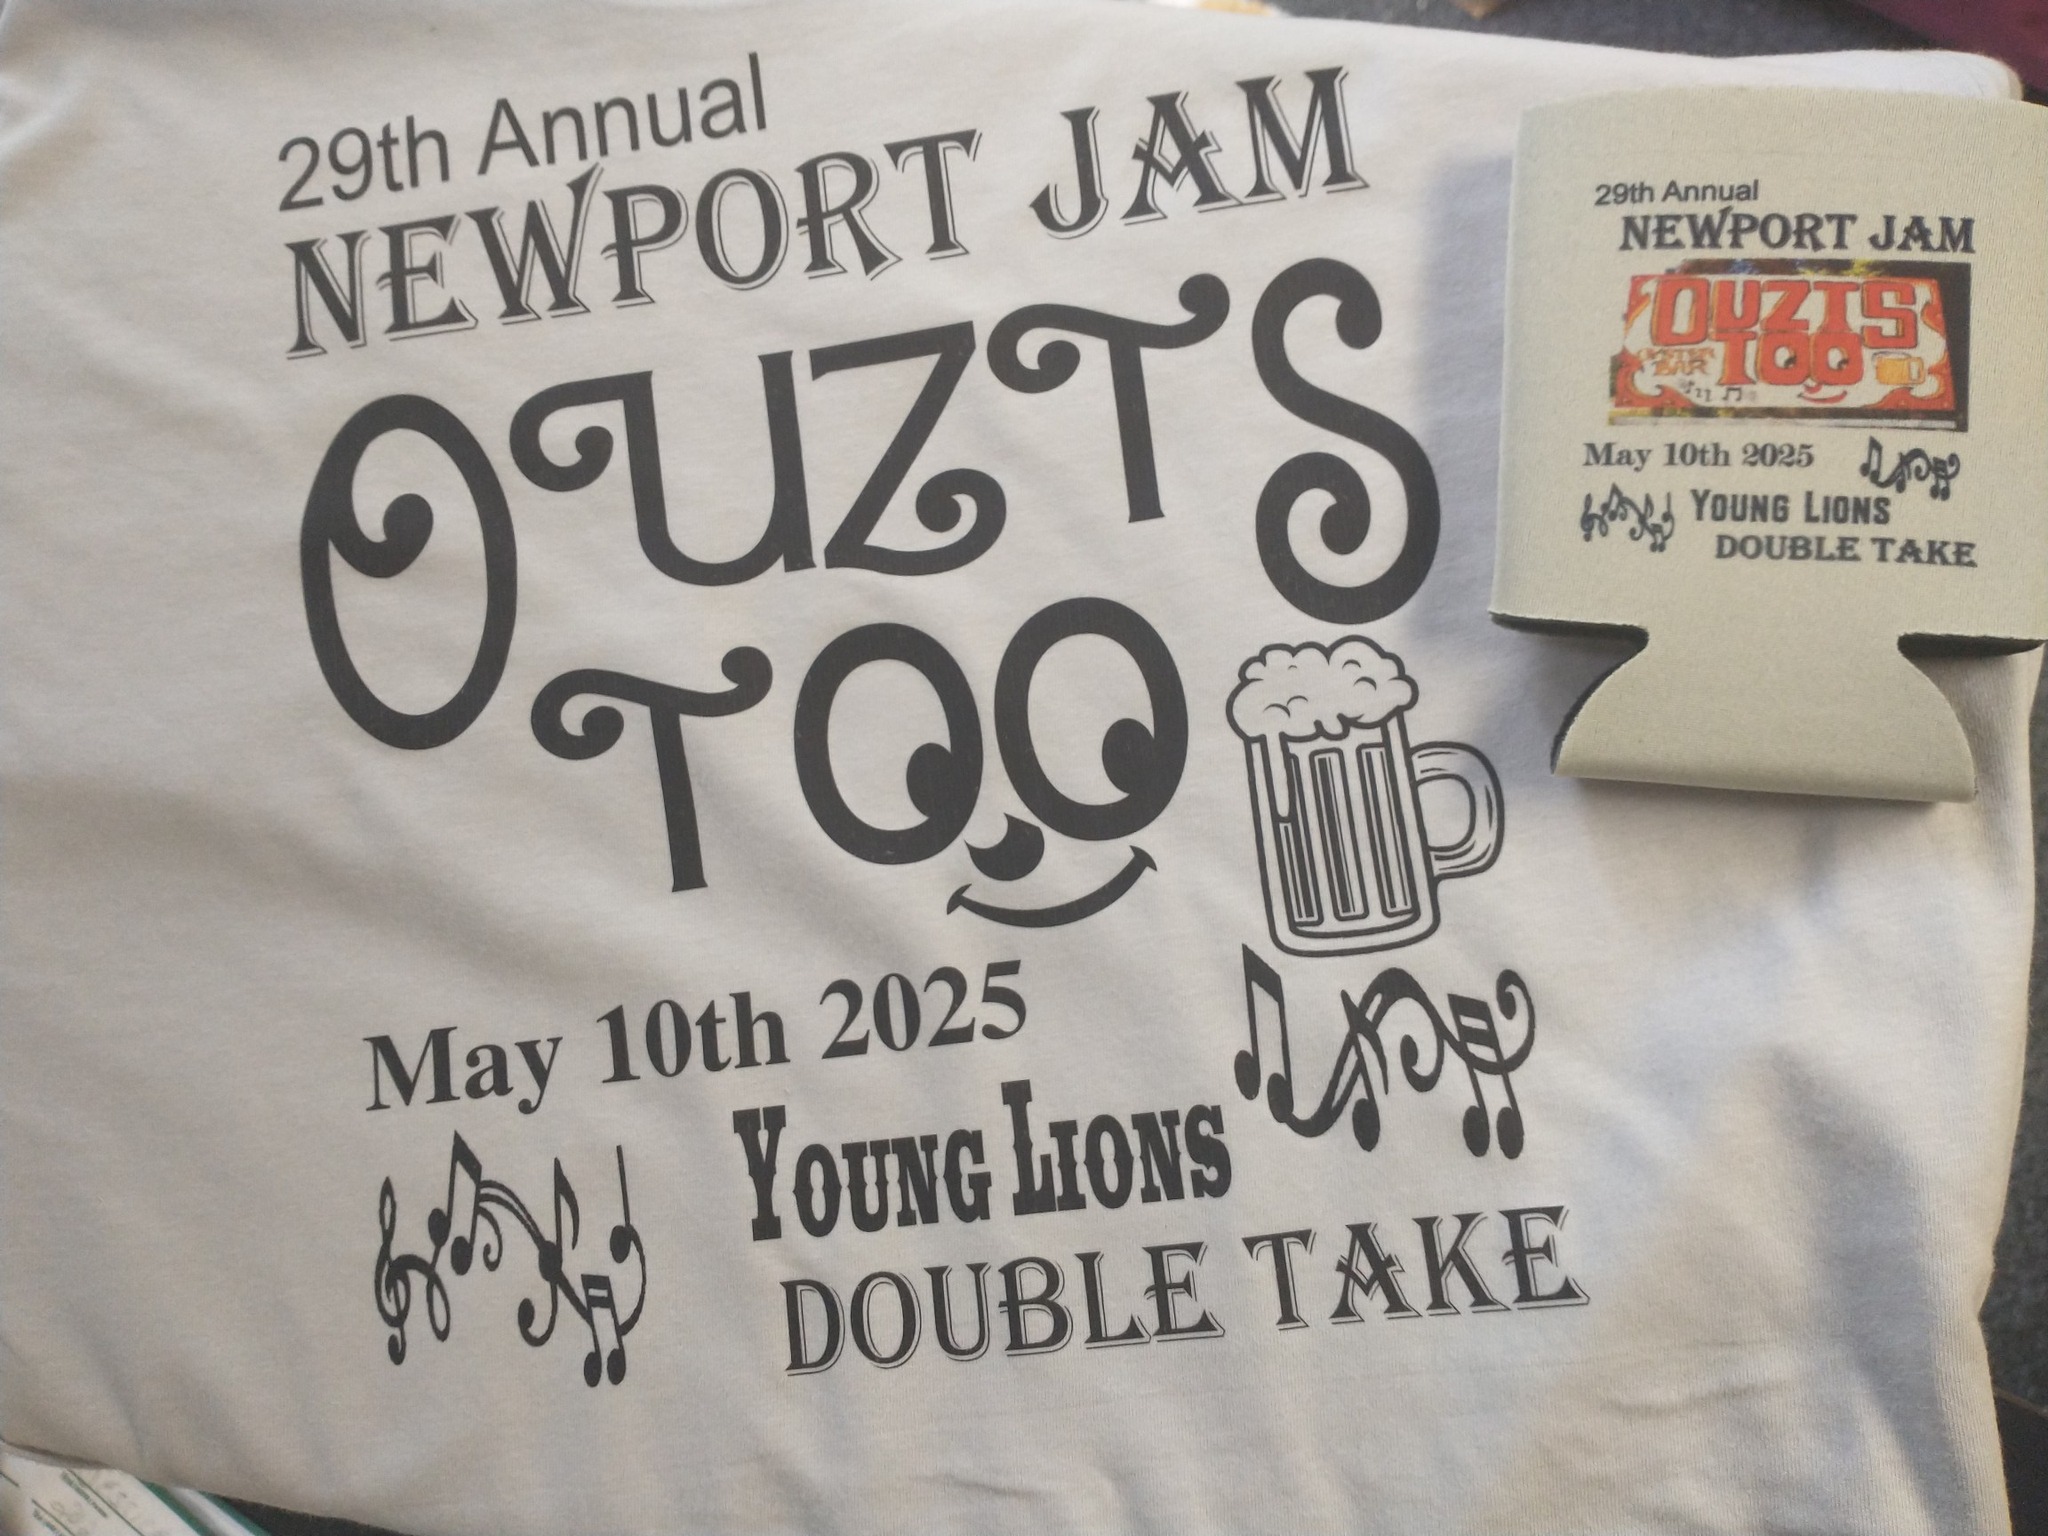 29th Annual
NEWPORT JAM
OUZTS
TOO
May 10th 2025
YOUNG LIONS
DOUBLE TAKE
29th Annual
NEWPORT JAM
OUZTS
TOO
OYSTER
BAR
May 10th 2025
YOUNG LIONS
DOUBLE TAKE